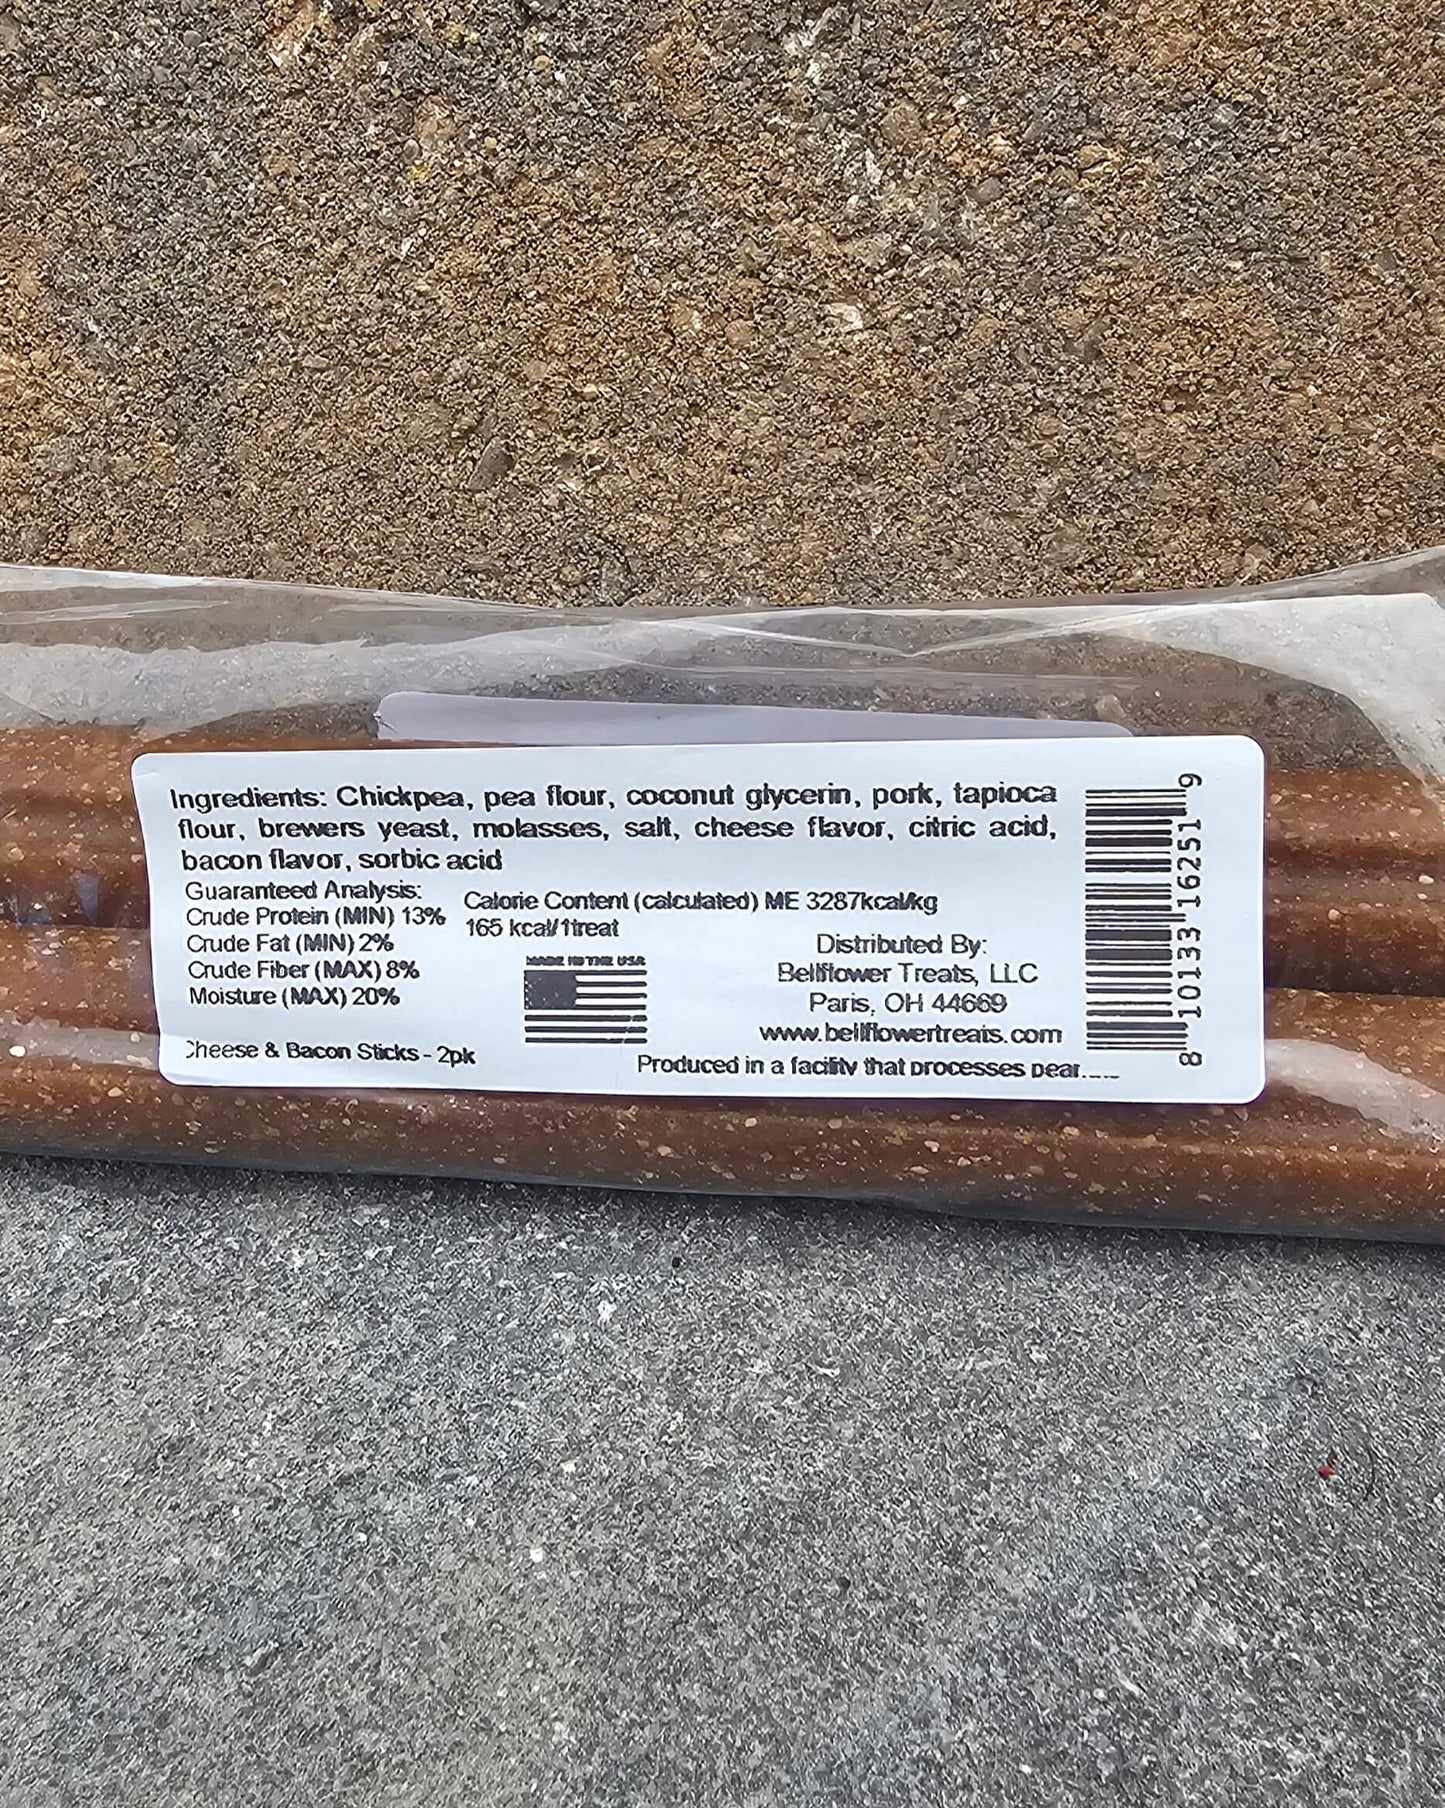 Ingredients: Chickpea, pea flour, coconut glycerin, pork, tapioca
flour, brewers yeast, molasses, salt, cheese flavor, citric acid,
bacon flavor, sorbic acid
Guaranteed Analysis:
Crude Protein (MIN) 13%
Crude Fat (MIN) 2%
Crude Fiber (MAX) 8%
Moisture (MAX) 20%
Calorie Content (calculated) ME 3287kcal/kg
165 kcal/1treat
MADE IN THE USA
Distributed By:
Bellflower Treats, LLC
Paris, OH 44669
www.bellflowertreats.com
Cheese & Bacon Sticks - 2pk
Produced in a facility that processes
8 10133 16251 9